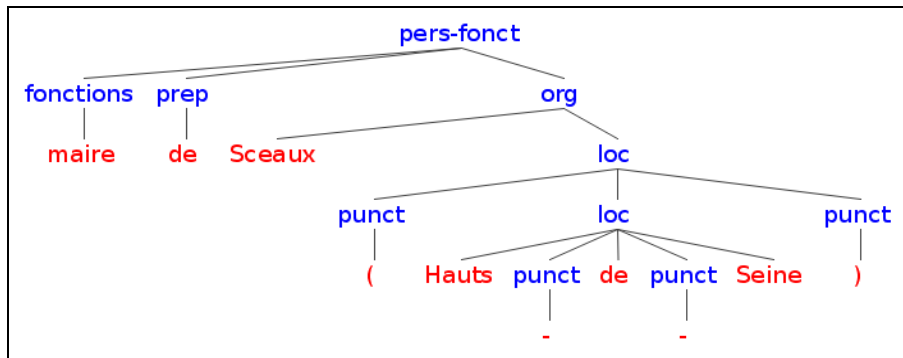 pers-fonct
fonctions prep org
maire de Sceaux loc
punct loc punct
( Hauts punct de punct Seine )
- -